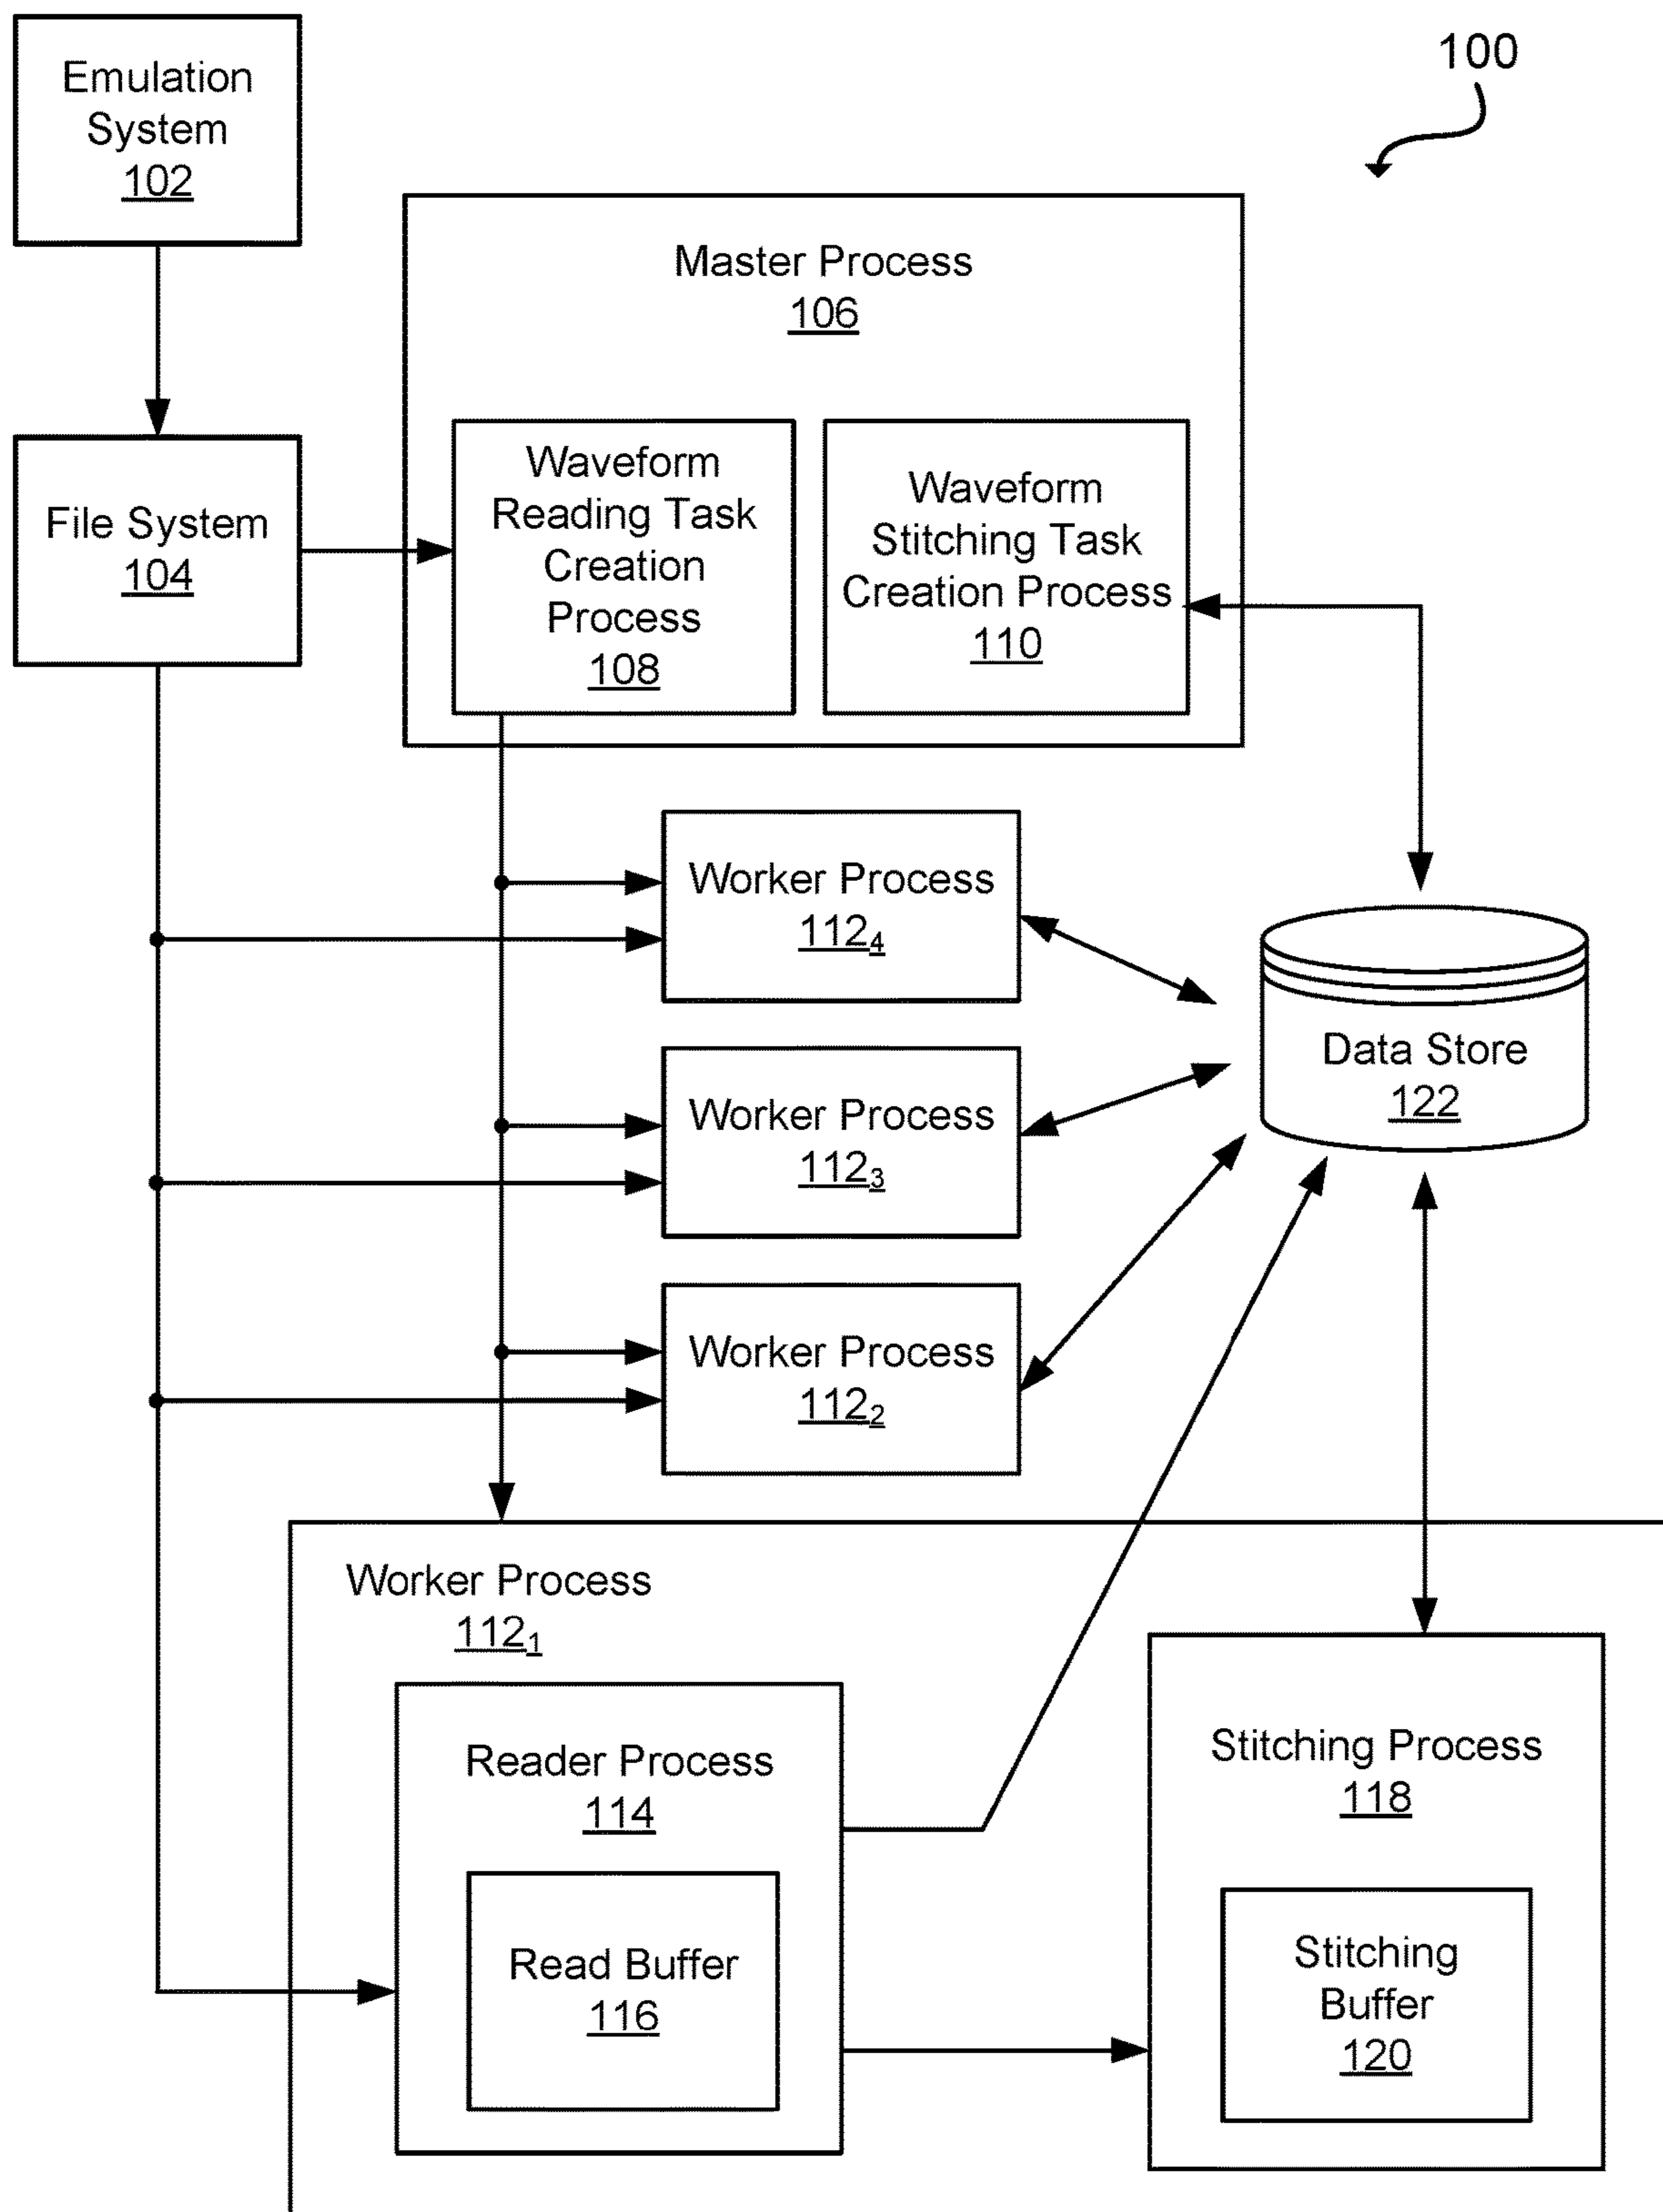 Emulation
System
102
100
Master Process
106
File System
104
Waveform
Reading Task
Creation
Process
108
Waveform
Stitching Task
Creation Process
110
Worker Process
112₄
Data Store
122
Worker Process
112₃
Worker Process
112₂
Worker Process
112₁
Reader Process
114
Read Buffer
116
Stitching Process
118
Stitching
Buffer
120